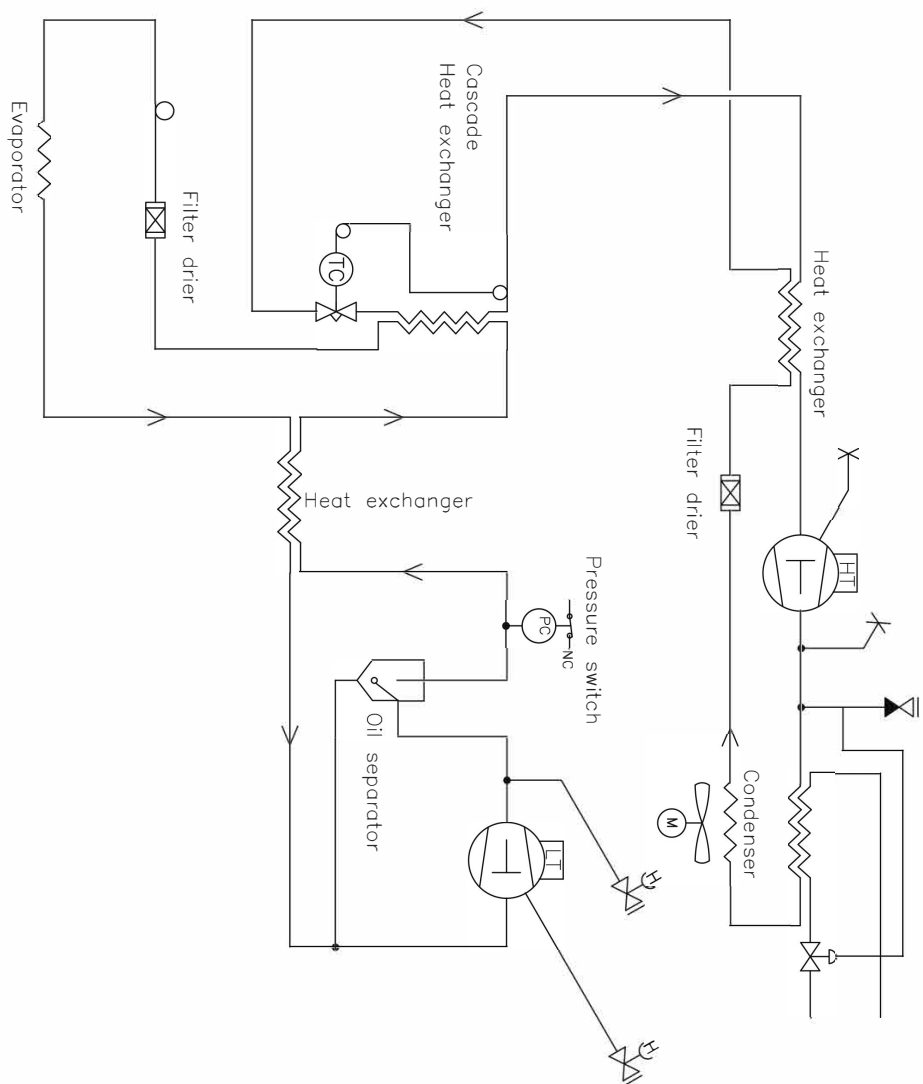 Cascade
Heat exchanger
Evaporator
Filter drier
TC
Heat exchanger
Filter drier
Heat exchanger
HT
Pressure switch
PC
NC
Oil separator
Condenser
M
LT
H
H